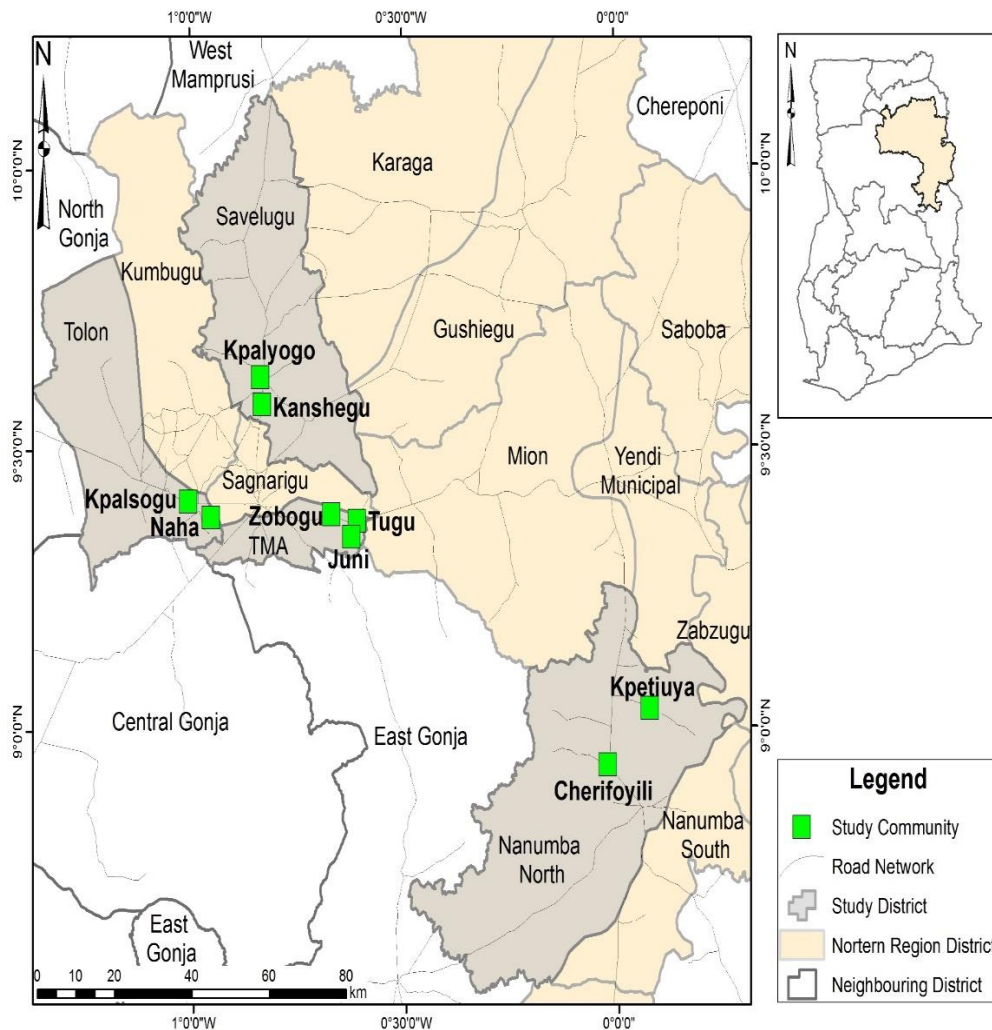 1°0'0"W
0°30'0"W
0°0'0"
N
West
Mamprusi
Chereponi
Karaga
10°0'0"N
10°0'0"N
North
Gonja
Savelugu
Kumbugu
Tolon
Gushiegu
Saboba
Kpalyogo
Kanshegu
9°30'0"N
9°30'0"N
Mion
Yendi
Municipal
Sagnarigu
Kpalsogu
Naha
Zobogu
Tugu
TMA
Juni
Zabzugu
Kpetiuya
9°0'0"N
9°0'0"N
Central Gonja
East Gonja
Cherifoyili
Nanumba
South
Nanumba
North
East
Gonja
0 10 20 40 60 80
km
1°0'0"W
0°30'0"W
0°0'0"
N
Legend
Study Community
Road Network
Study District
Nortern Region District
Neighbouring District